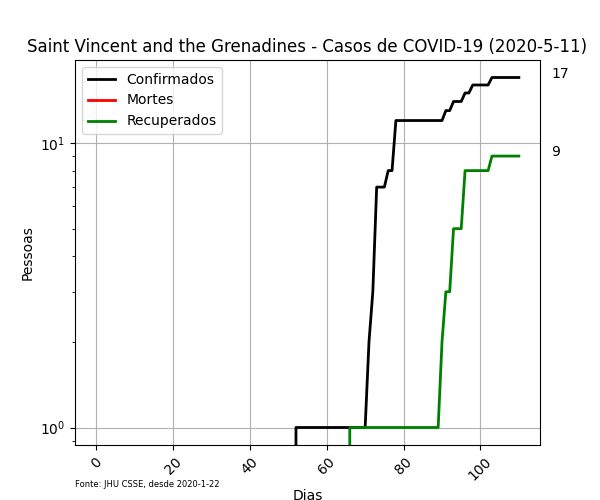 Saint Vincent and the Grenadines - Casos de COVID-19 (2020-5-11)
Confirmados
Mortes
Recuperados
17
9
10¹
10⁰
Pessoas
0 20 40 60 80 100
Fonte: JHU CSSE, desde 2020-1-22
Dias